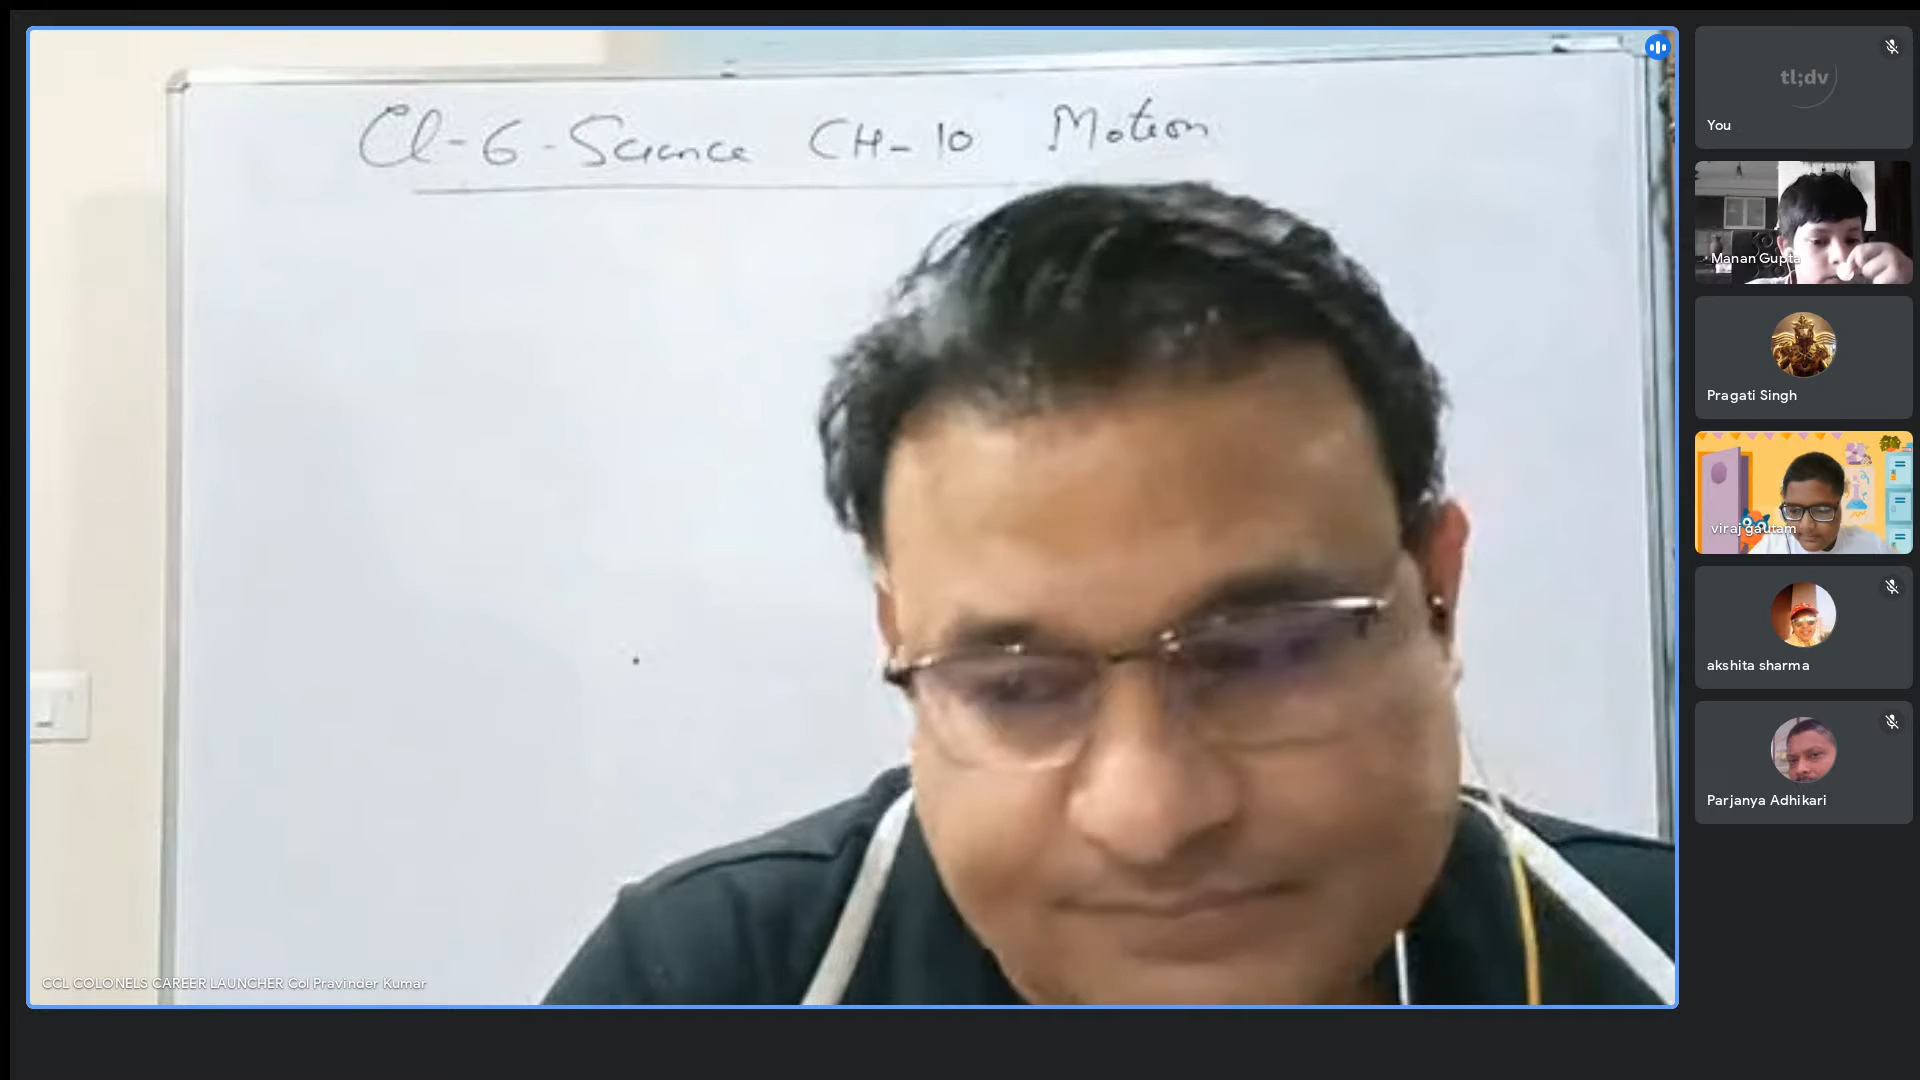 Cl-6-Science CH-10 Motion
tl;dv
You
Manan Gupta
Pragati Singh
viraj gautam
akshita sharma
Parjanya Adhikari
CCL COLONELS CAREER LAUNCHER Col Pravinder Kumar